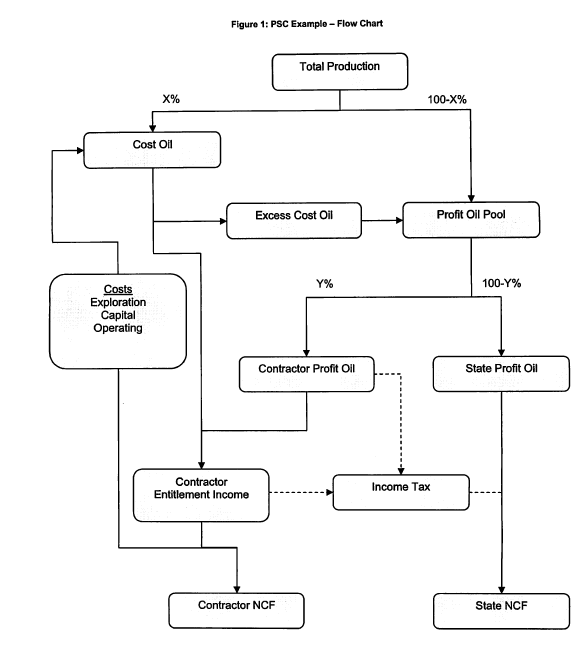 Figure 1: PSC Example – Flow Chart
Total Production
X%
100-X%
Cost Oil
Excess Cost Oil
Profit Oil Pool
Costs
Exploration
Capital
Operating
Y%
100-Y%
Contractor Profit Oil
State Profit Oil
Contractor
Entitlement Income
Income Tax
Contractor NCF
State NCF